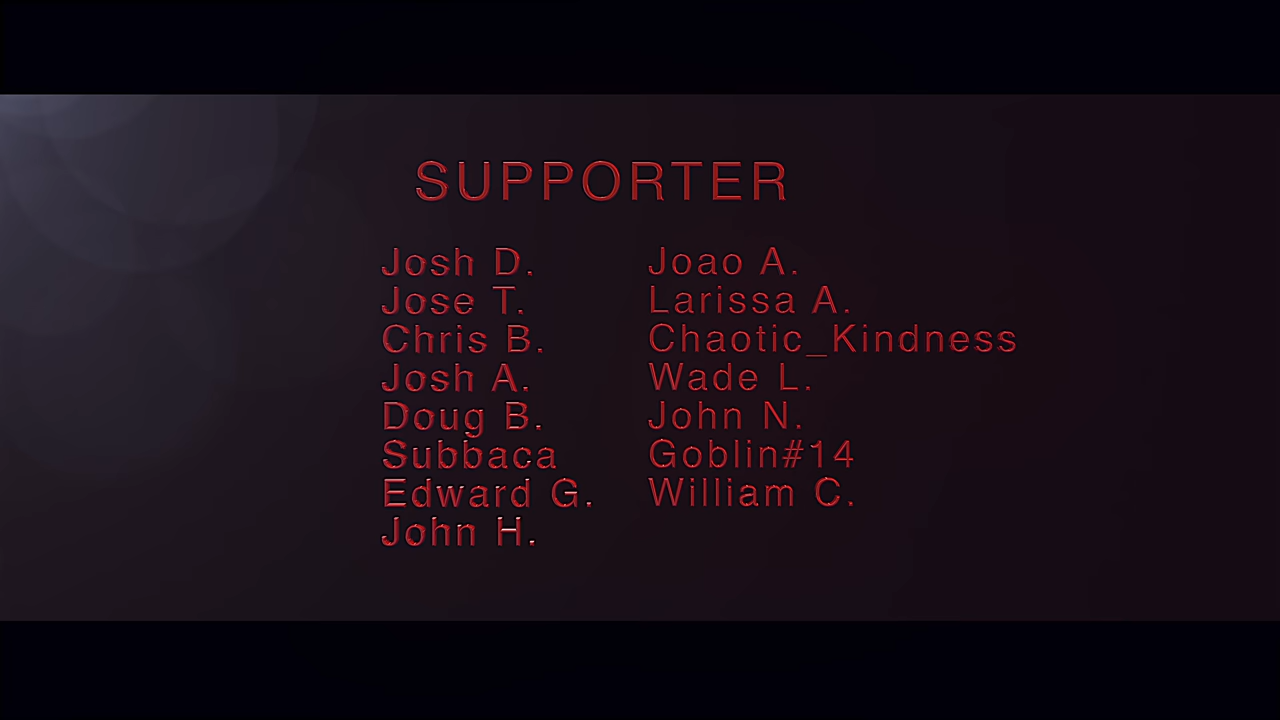 SUPPORTER
Josh D.
Jose T.
Chris B.
Josh A.
Doug B.
Subbaca
Edward G.
John H.
Joao A.
Larissa A.
Chaotic_Kindness
Wade L.
John N.
Goblin#14
William C.